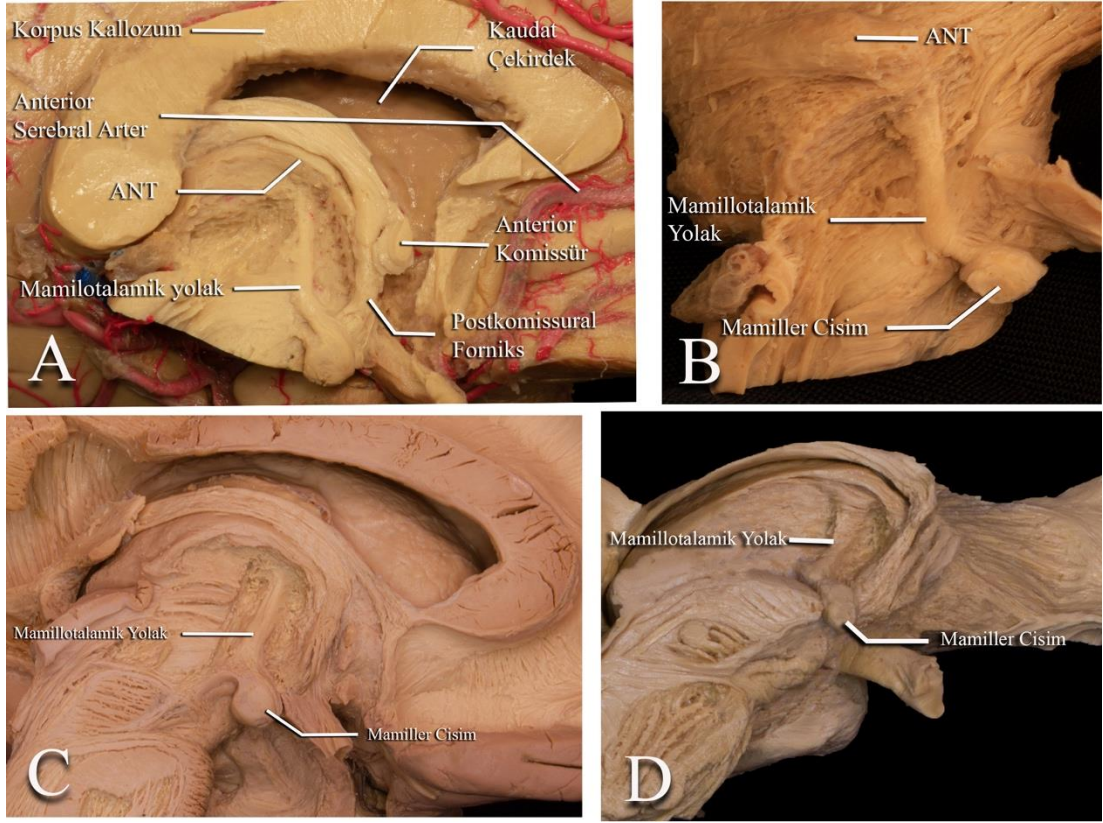 Korpus Kallozum
Kaudat
Çekirdek
Anterior
Serebral Arter
ANT
Anterior
Komissür
Mamilotalamik yolak
Postkomissural
Forniks
A
ANT
Mamillotalamik
Yolak
Mamiller Cisim
B
Mamillotalamik Yolak
Mamiller Cisim
C
Mamillotalamik Yolak
Mamiller Cisim
D